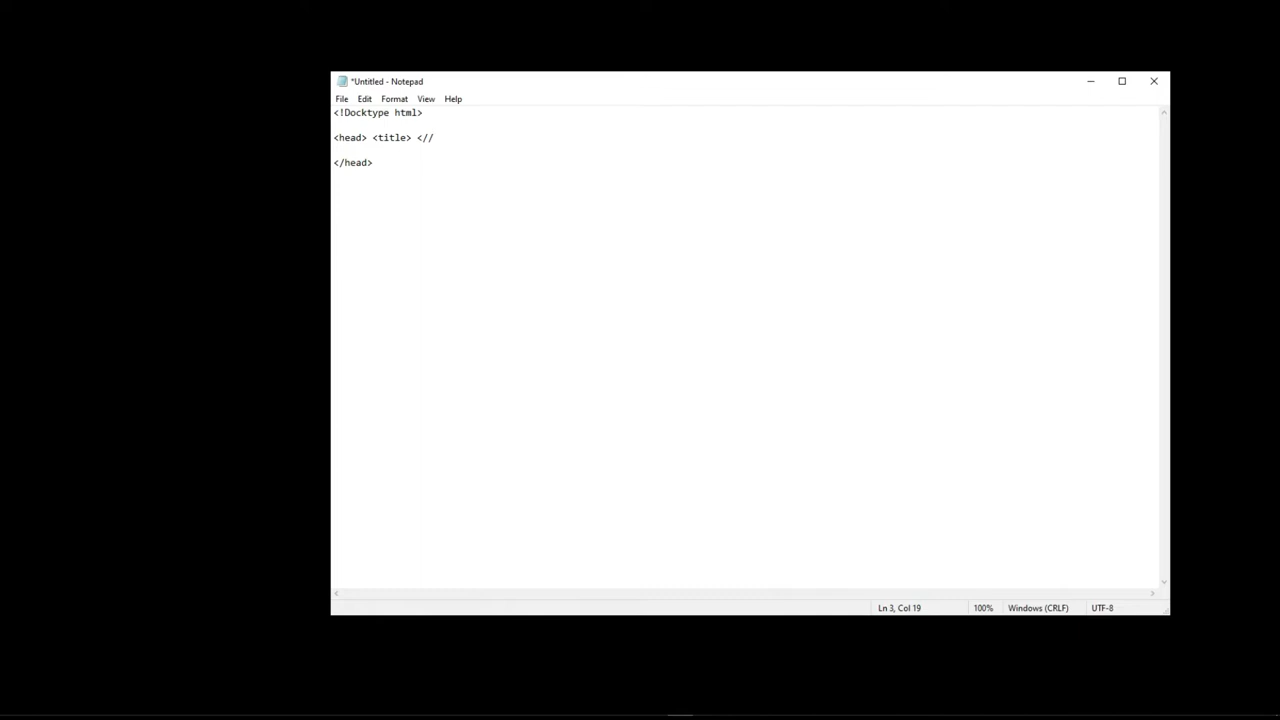 *Untitled - Notepad
File Edit Format View Help
<!Docktype html>
<head> <title> <//
</head>
Ln 3, Col 19 100% Windows (CRLF) UTF-8